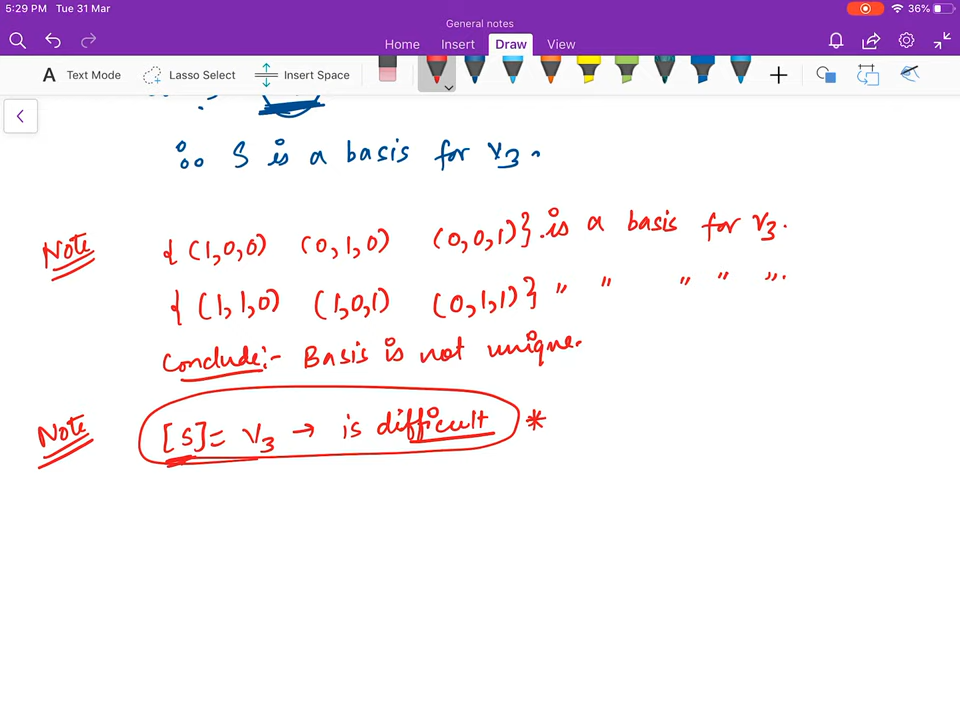 5:29 PM Tue 31 Mar
36%
General notes
Home Insert Draw View
A Text Mode Lasso Select Insert Space
∴ S is a basis for V3.
Note { (1,0,0) (0,1,0) (0,0,1)} is a basis for V3.
{ (1,1,0) (1,0,1) (0,1,1)} " " " " ".
Conclude:- Basis is not unique.
Note [S]= V3 → is difficult *